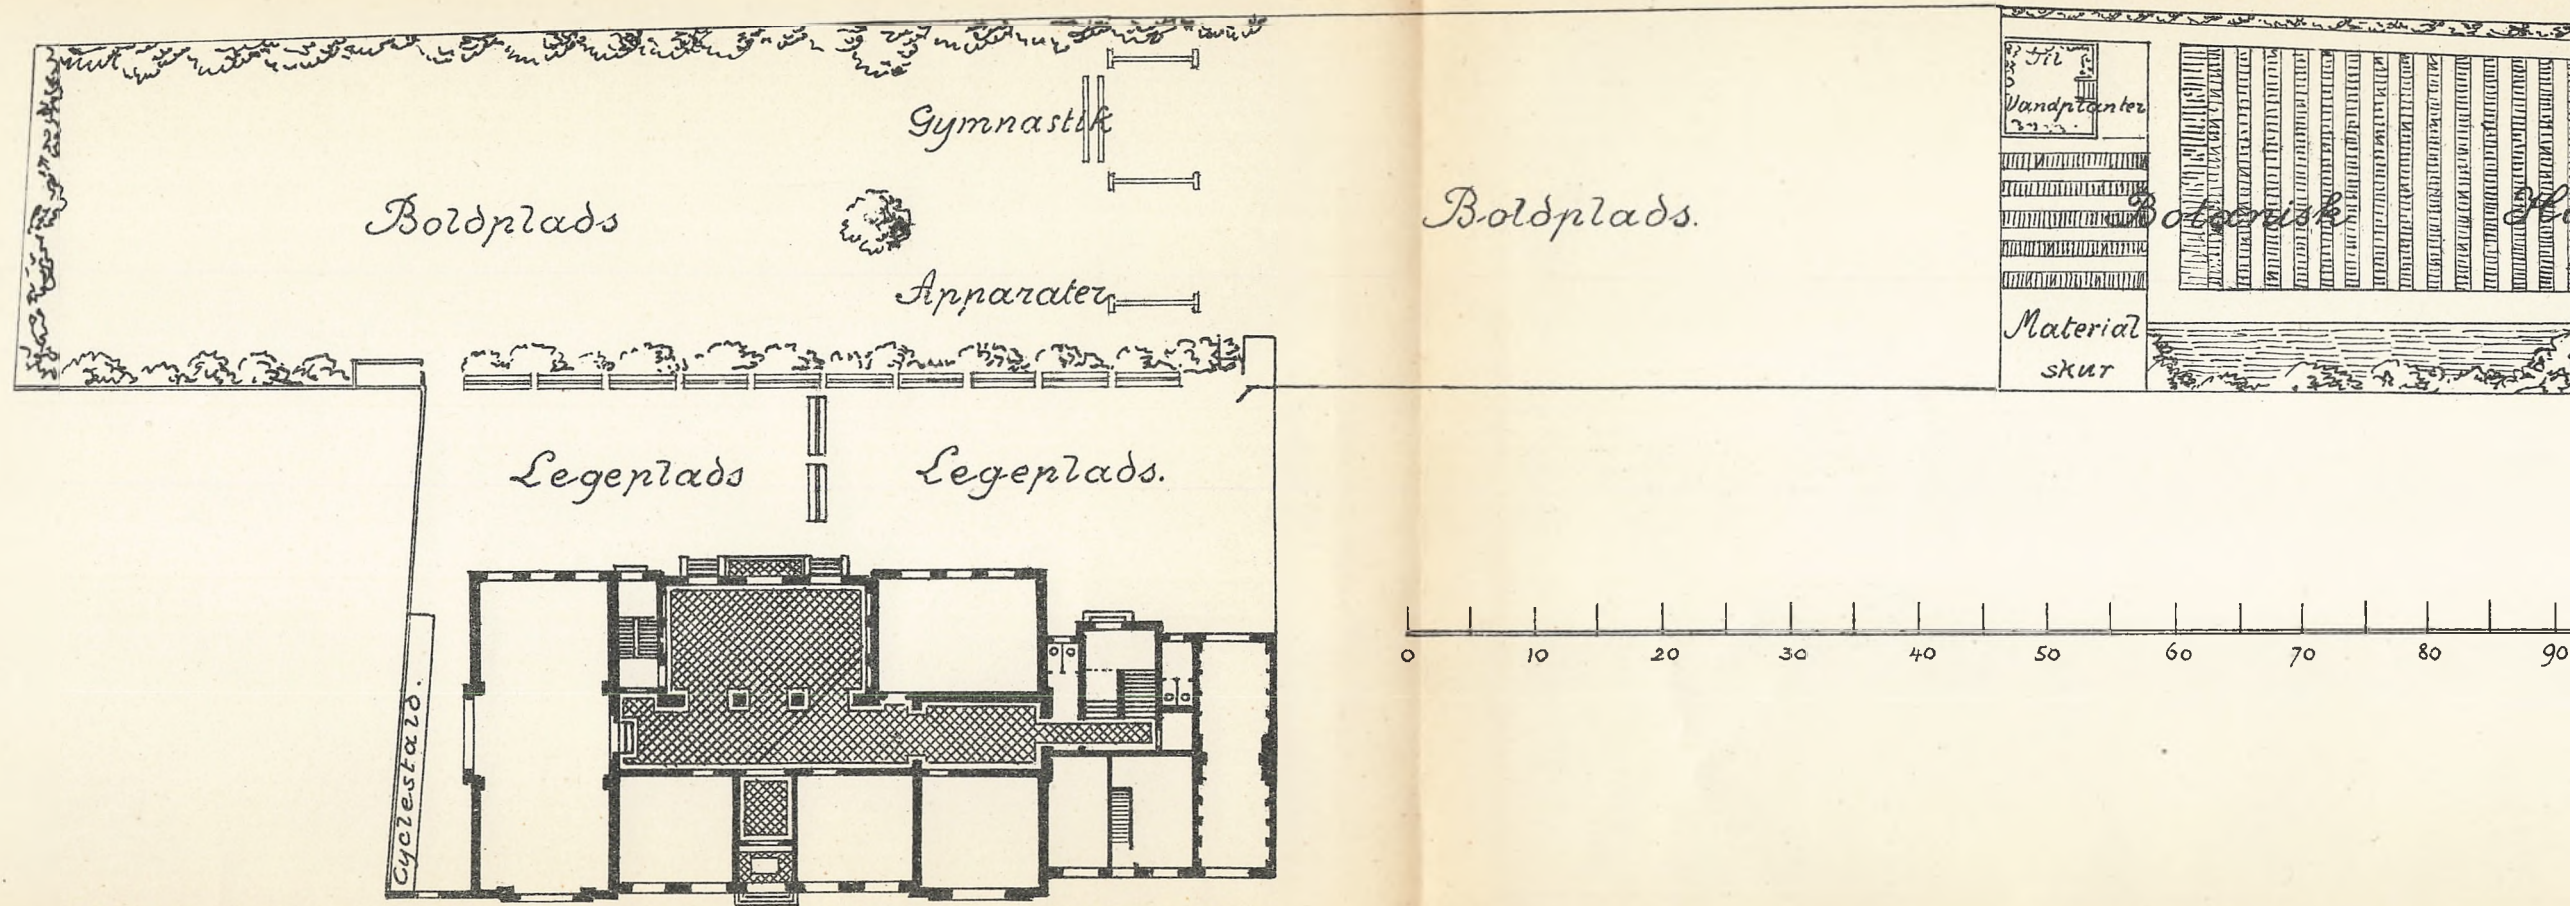 Til
Vandplanter
Gymnastik
Boldplads
Boldplads.
Botanisk
Apparater
Material
skur
Legeplads
Legeplads.
0 10 20 30 40 50 60 70 80 90
Cyclestald.